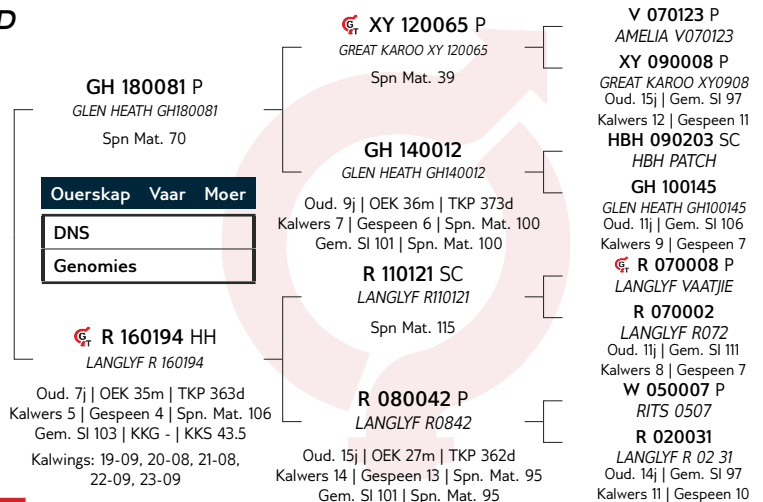 D
GH 180081 P
GLEN HEATH GH180081
Spn Mat. 70
Ouerskap Vaar Moer
DNS
Genomies
GT R 160194 HH
LANGLYF R 160194
Oud. 7j | OEK 35m | TKP 363d
Kalwers 5 | Gespeen 4 | Spn. Mat. 106
Gem. SI 103 | KKG - | KKS 43.5
Kalwings: 19-09, 20-08, 21-08,
22-09, 23-09
GT XY 120065 P
GREAT KAROO XY 120065
Spn Mat. 39
GH 140012
GLEN HEATH GH140012
Oud. 9j | OEK 36m | TKP 373d
Kalwers 7 | Gespeen 6 | Spn. Mat. 100
Gem. SI 101 | Spn. Mat. 100
R 110121 SC
LANGLYF R110121
Spn Mat. 115
R 080042 P
LANGLYF R0842
Oud. 15j | OEK 27m | TKP 362d
Kalwers 14 | Gespeen 13 | Spn. Mat. 95
Gem. SI 101 | Spn. Mat. 95
V 070123 P
AMELIA V070123
XY 090008 P
GREAT KAROO XY0908
Oud. 15j | Gem. SI 97
Kalwers 12 | Gespeen 11
HBH 090203 SC
HBH PATCH
GH 100145
GLEN HEATH GH100145
Oud. 11j | Gem. SI 106
Kalwers 9 | Gespeen 7
GT R 070008 P
LANGLYF VAATJIE
R 070002
LANGLYF R072
Oud. 11j | Gem. SI 111
Kalwers 8 | Gespeen 7
W 050007 P
RITS 0507
R 020031
LANGLYF R 02 31
Oud. 14j | Gem. SI 97
Kalwers 11 | Gespeen 10